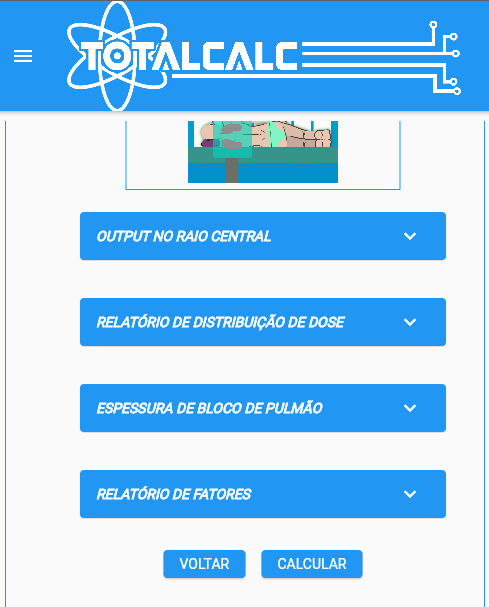 TOTALCALC
OUTPUT NO RAIO CENTRAL
RELATÓRIO DE DISTRIBUIÇÃO DE DOSE
ESPESSURA DE BLOCO DE PULMÃO
RELATÓRIO DE FATORES
VOLTAR CALCULAR